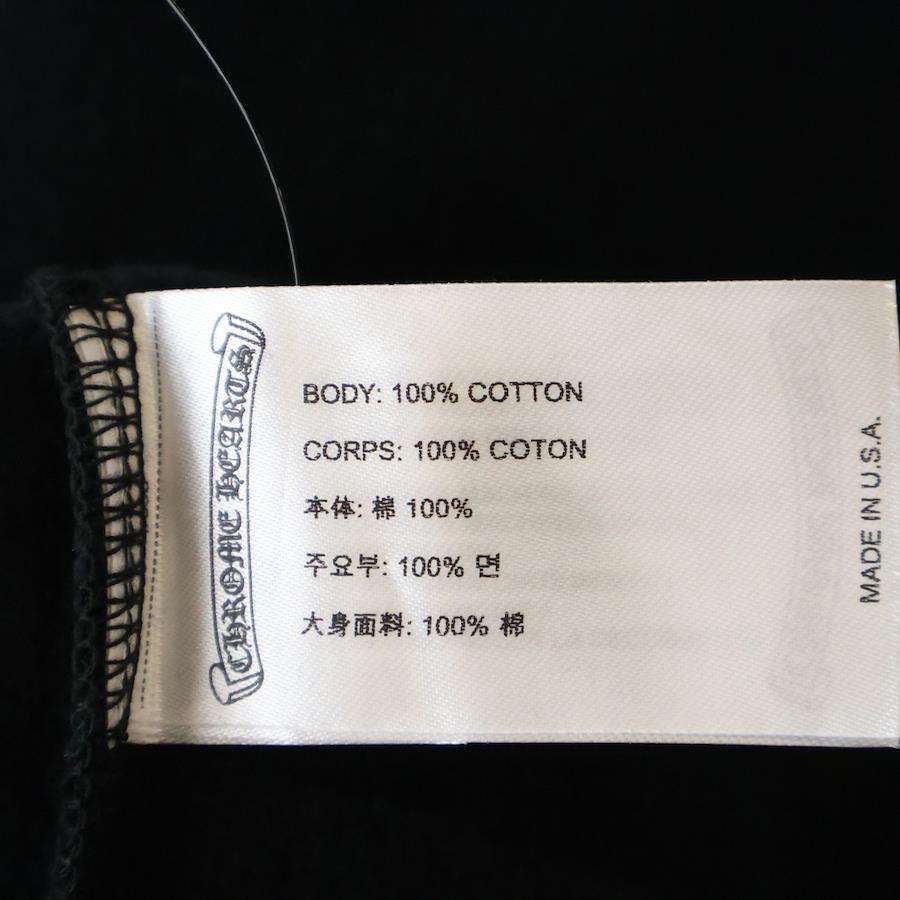 CHROME HEARTS
BODY: 100% COTTON
CORPS: 100% COTON
本体: 棉 100%
주요부: 100% 면
大身面料: 100% 棉
MADE IN U.S.A.